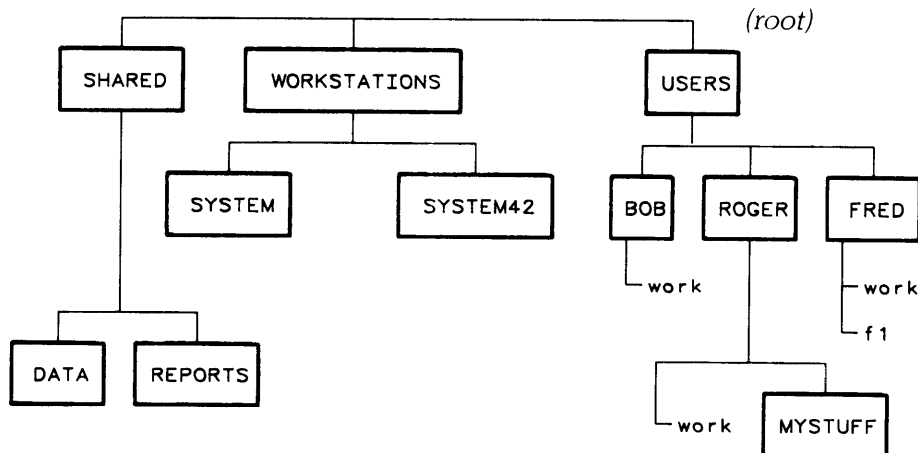 (root)
SHARED
WORKSTATIONS
USERS
SYSTEM
SYSTEM42
BOB
ROGER
FRED
work
work
f1
DATA
REPORTS
work
MYSTUFF